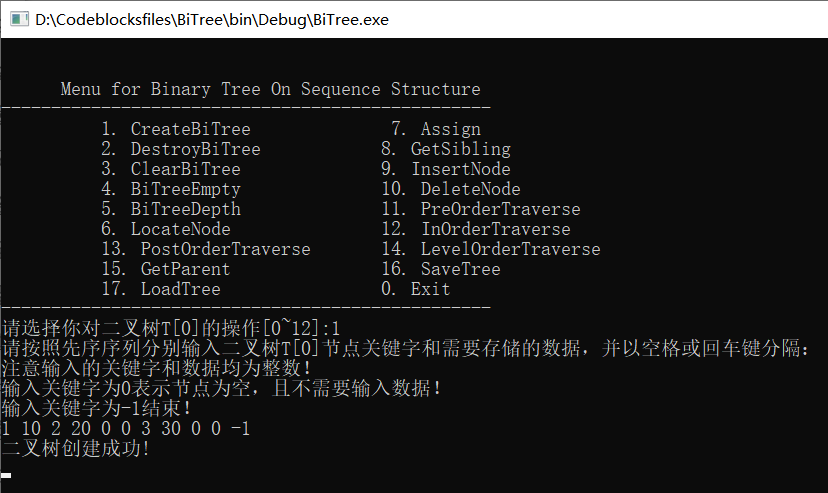 D:\Codeblocksfiles\BiTree\bin\Debug\BiTree.exe
Menu for Binary Tree On Sequence Structure
-------------------------------------------------
1. CreateBiTree 7. Assign
2. DestroyBiTree 8. GetSibling
3. ClearBiTree 9. InsertNode
4. BiTreeEmpty 10. DeleteNode
5. BiTreeDepth 11. PreOrderTraverse
6. LocateNode 12. InOrderTraverse
13. PostOrderTraverse 14. LevelOrderTraverse
15. GetParent 16. SaveTree
17. LoadTree 0. Exit
-------------------------------------------------
请选择你对二叉树T[0]的操作[0~12]:1
请按照先序序列分别输入二叉树T[0]节点关键字和需要存储的数据，并以空格或回车键分隔：
注意输入的关键字和数据均为整数！
输入关键字为0表示节点为空，且不需要输入数据！
输入关键字为-1结束！
1 10 2 20 0 0 3 30 0 0 -1
二叉树创建成功!